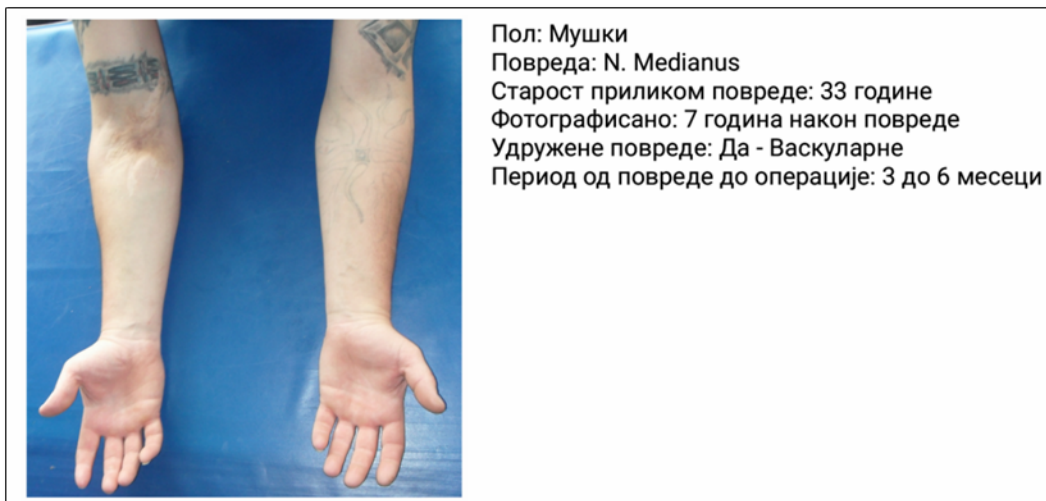 Пол: Мушки
Повреда: N. Medianus
Старост приликом повреде: 33 године
Фотографисано: 7 година након повреде
Удружене повреде: Да - Васкуларне
Период од повреде до операције: 3 до 6 месеци